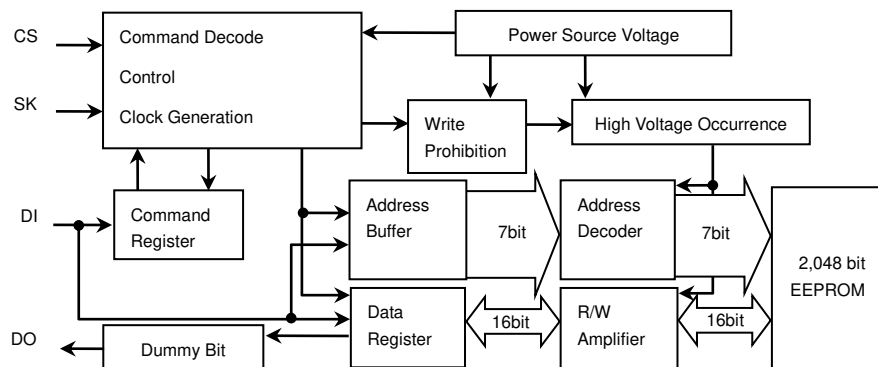 CS
Command Decode
Power Source Voltage
Control
SK
Clock Generation
Write
Prohibition
High Voltage Occurrence
DI
Command
Register
Address
Buffer
7bit
Address
Decoder
7bit
2,048 bit
EEPROM
Data
Register
16bit
R/W
Amplifier
16bit
DO
Dummy Bit